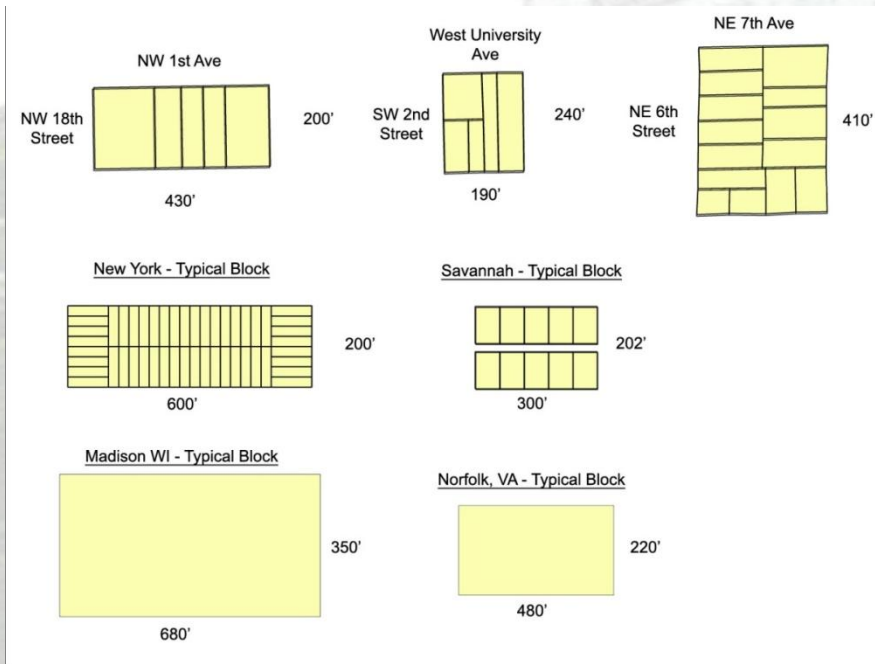 NW 1st Ave
NW 18th
Street
200'
430'
West University
Ave
SW 2nd
Street
240'
190'
NE 7th Ave
NE 6th
Street
410'
New York - Typical Block
200'
600'
Savannah - Typical Block
202'
300'
Madison WI - Typical Block
350'
680'
Norfolk, VA - Typical Block
220'
480'